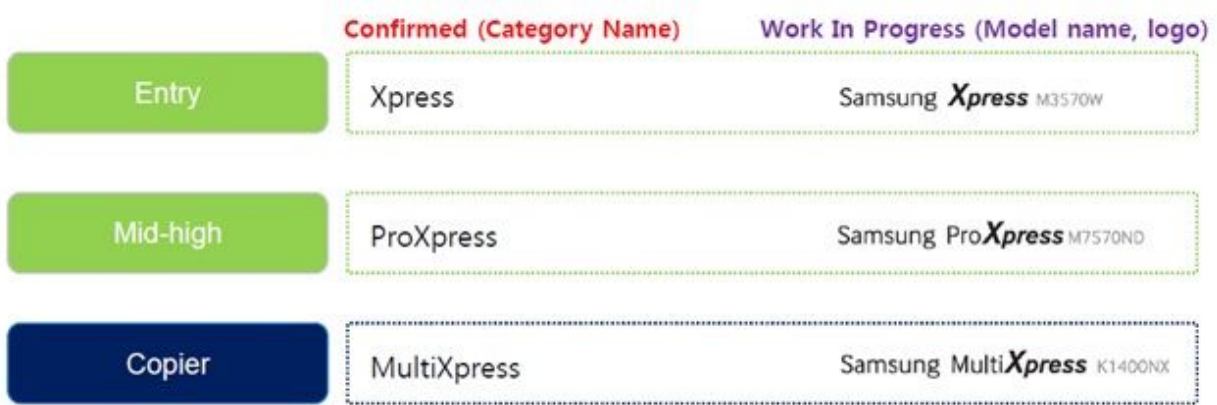 Confirmed (Category Name) Work In Progress (Model name, logo)
Entry Xpress Samsung Xpress M3570W
Mid-high ProXpress Samsung ProXpress M7570ND
Copier MultiXpress Samsung MultiXpress K1400NX